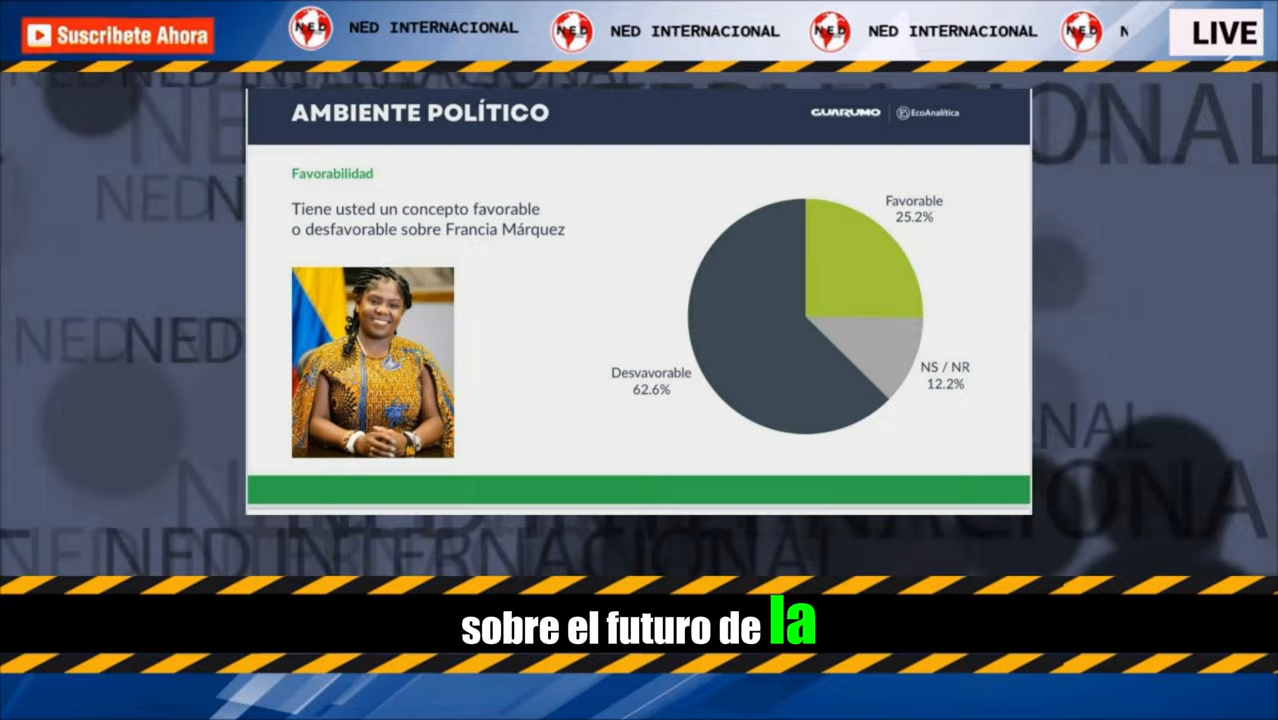 Suscribete Ahora
NED INTERNACIONAL
NED INTERNACIONAL
NED INTERNACIONAL
N
LIVE
AMBIENTE POLÍTICO
GUARUMO
EcoAnalítica
Favorabilidad
Tiene usted un concepto favorable
o desfavorable sobre Francia Márquez
Favorable
25.2%
NS / NR
12.2%
Desvavorable
62.6%
sobre el futuro de la